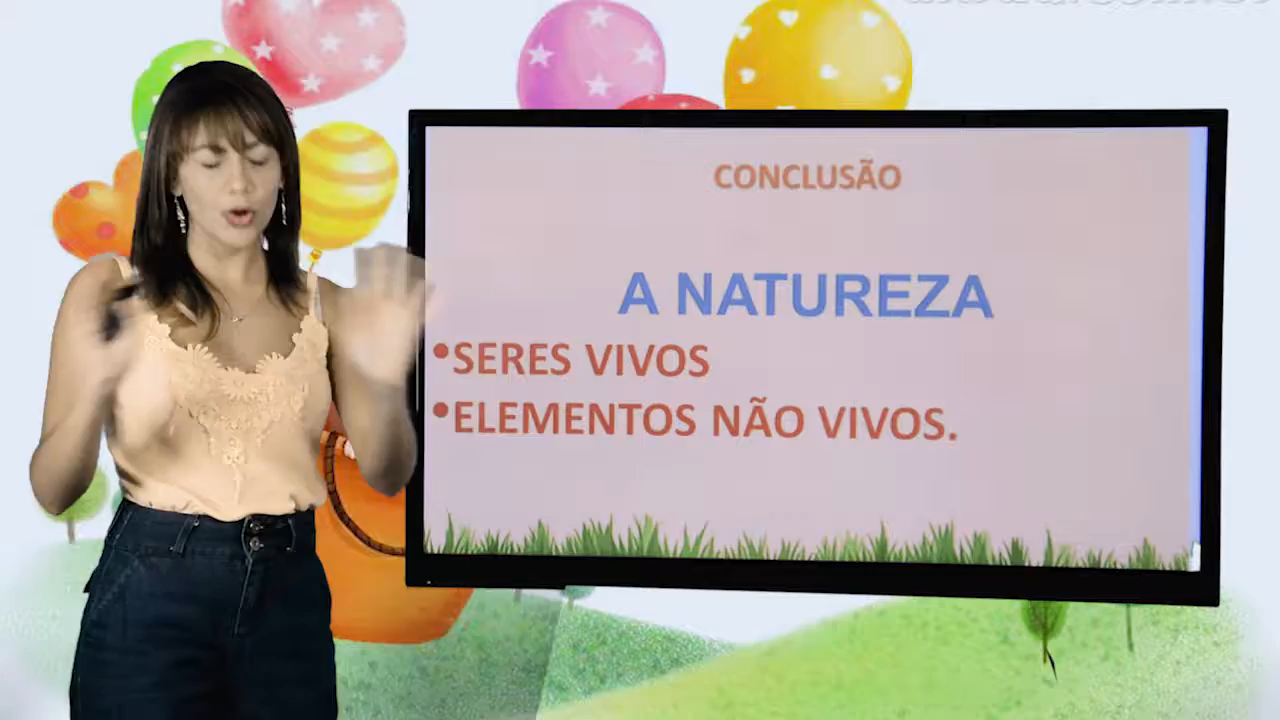 CONCLUSÃO
A NATUREZA
•SERES VIVOS
•ELEMENTOS NÃO VIVOS.